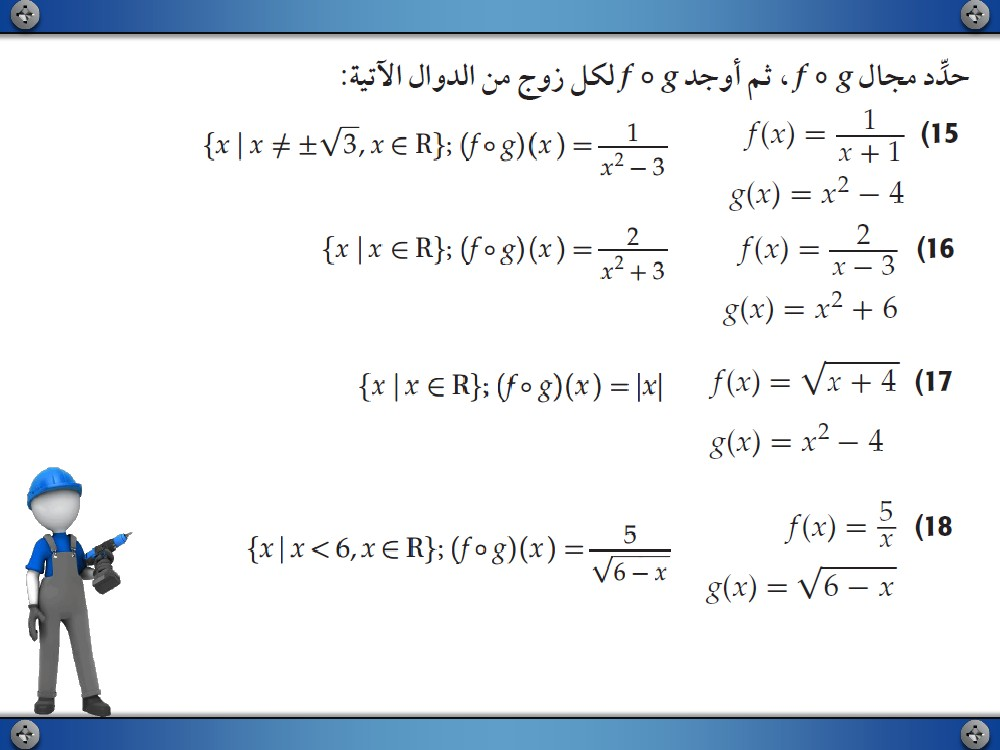 حدِّد مجال f ∘ g ، ثم أوجد f ∘ g لكل زوج من الدوال الآتية:
(15 f(x) = 1/(x + 1) {x | x ≠ ±√3, x ∈ R}; (f ∘ g)(x) = 1/(x² − 3)
g(x) = x² − 4
(16 f(x) = 2/(x − 3) {x | x ∈ R}; (f ∘ g)(x) = 2/(x² + 3)
g(x) = x² + 6
(17 f(x) = √(x + 4) {x | x ∈ R}; (f ∘ g)(x) = |x|
g(x) = x² − 4
(18 f(x) = 5/x {x | x < 6, x ∈ R}; (f ∘ g)(x) = 5/√(6 − x)
g(x) = √(6 − x)